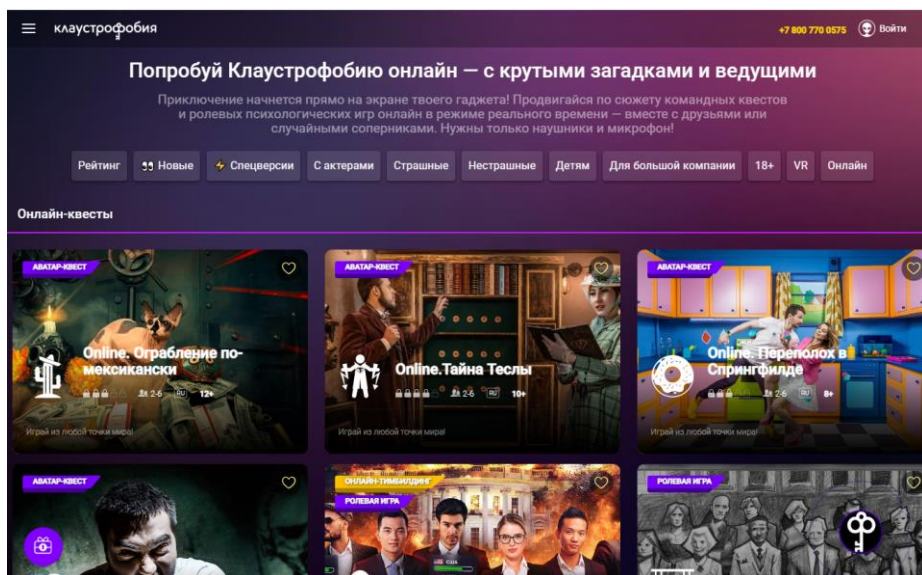 клаустрофобия
+7 800 770 0575
Войти
Попробуй Клаустрофобию онлайн — с крутыми загадками и ведущими
Приключение начнется прямо на экране твоего гаджета! Продвигайся по сюжету командных квестов
и ролевых психологических игр онлайн в режиме реального времени — вместе с друзьями или
случайными соперниками. Нужны только наушники и микрофон!
Рейтинг
Новые
Спецверсии
С актерами
Страшные
Нестрашные
Детям
Для большой компании
18+
VR
Онлайн
Онлайн-квесты
АВАТАР-КВЕСТ
Online. Ограбление по-
мексикански
2-6
RU
12+
Играй из любой точки мира!
АВАТАР-КВЕСТ
Online.Тайна Теслы
2-6
RU
10+
Играй из любой точки мира!
АВАТАР-КВЕСТ
Online. Переполох в
Спрингфилде
2-6
RU
8+
Играй из любой точки мира!
АВАТАР-КВЕСТ
ОНЛАЙН-ТИМБИЛДИНГ
РОЛЕВАЯ ИГРА
США
РОЛЕВАЯ ИГРА